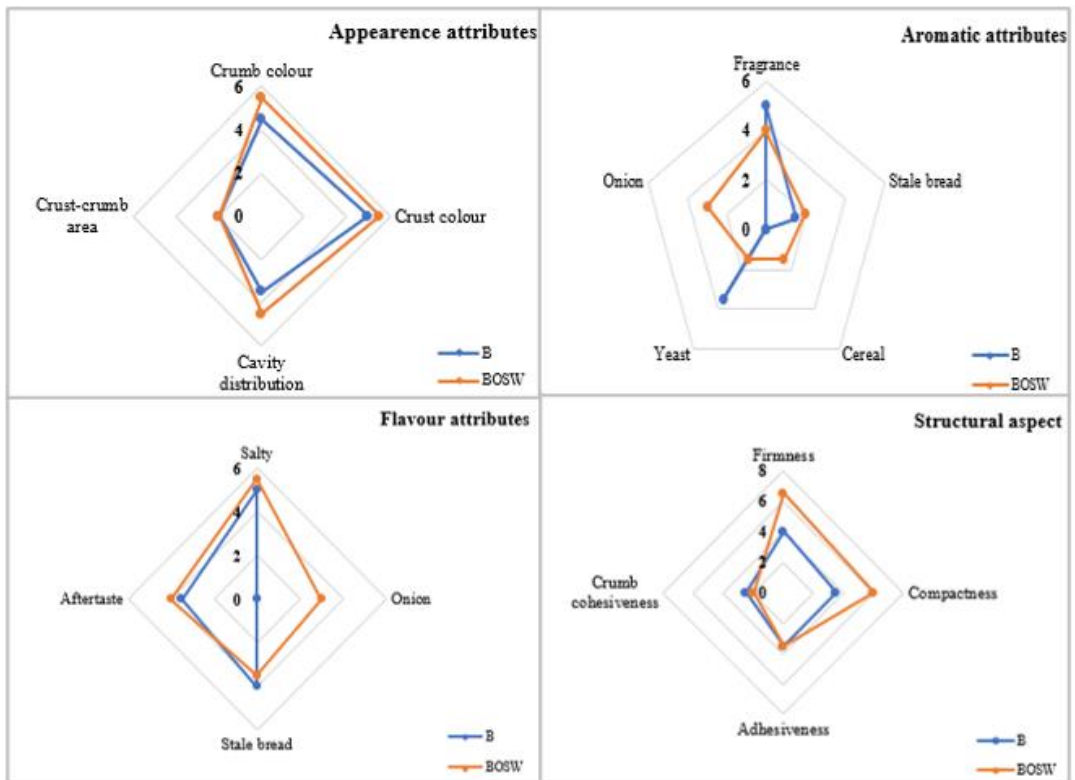 Appearence attributes
Crumb colour
6
4
2
0
Crust-crumb
area
Crust colour
Cavity
distribution
B
BOSW
Aromatic attributes
Fragrance
6
4
2
0
Onion
Stale bread
Yeast
Cereal
B
BOSW
Flavour attributes
Salty
6
4
2
0
Aftertaste
Onion
Stale bread
B
BOSW
Structural aspect
Firmness
8
6
4
2
0
Crumb
cohesiveness
Compactness
Adhesiveness
B
BOSW